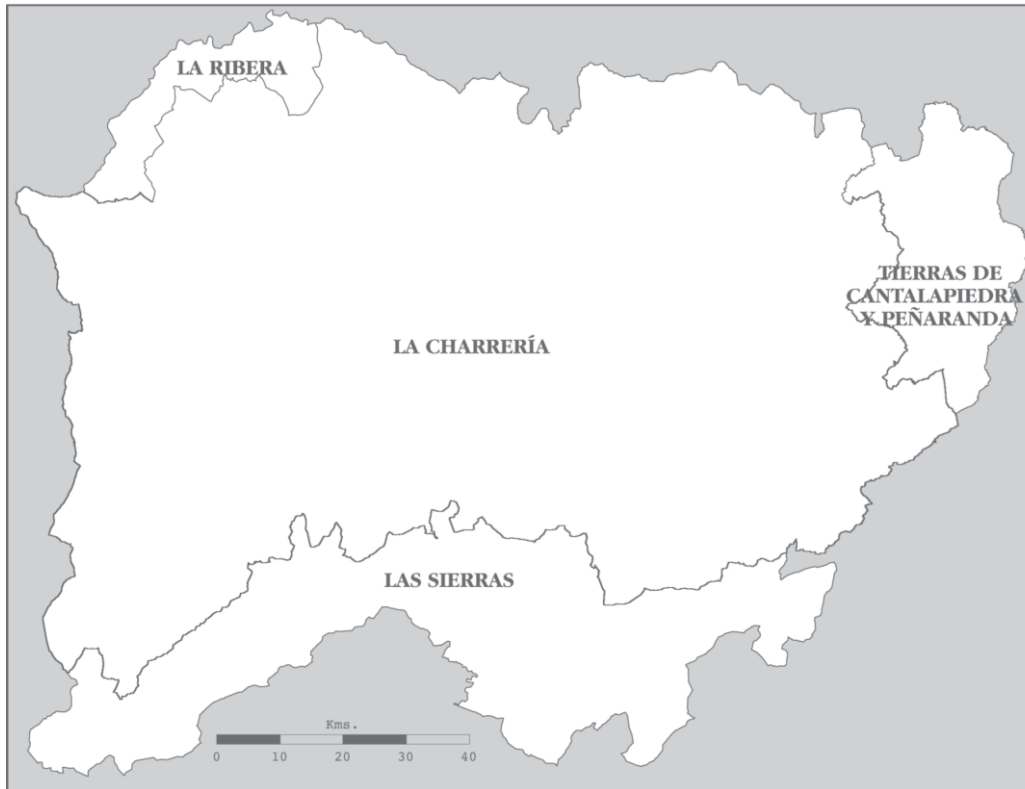 LA RIBERA
TIERRAS DE
CANTALAPIEDRA
Y PEÑARANDA
LA CHARRERÍA
LAS SIERRAS
Kms.
0 10 20 30 40